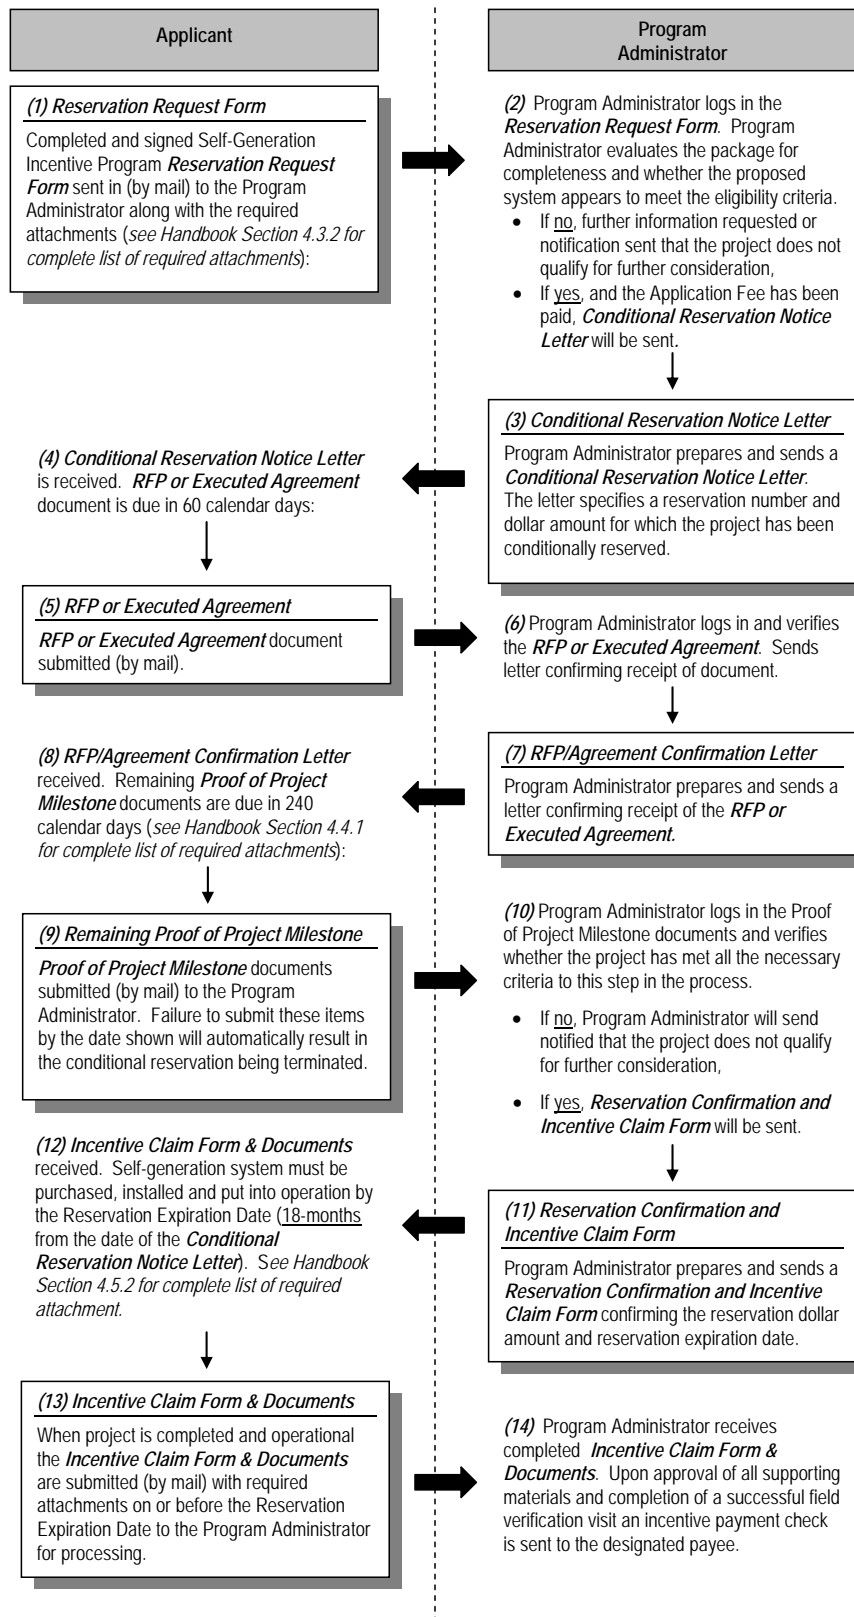 Applicant
Program
Administrator
(1) Reservation Request Form
Completed and signed Self-Generation
Incentive Program Reservation Request
Form sent in (by mail) to the Program
Administrator along with the required
attachments (see Handbook Section 4.3.2 for
complete list of required attachments):
(2) Program Administrator logs in the
Reservation Request Form. Program
Administrator evaluates the package for
completeness and whether the proposed
system appears to meet the eligibility criteria.
• If no, further information requested or
notification sent that the project does not
qualify for further consideration,
• If yes, and the Application Fee has been
paid, Conditional Reservation Notice
Letter will be sent.
(3) Conditional Reservation Notice Letter
Program Administrator prepares and sends a
Conditional Reservation Notice Letter.
The letter specifies a reservation number and
dollar amount for which the project has been
conditionally reserved.
(4) Conditional Reservation Notice Letter
is received. RFP or Executed Agreement
document is due in 60 calendar days:
(5) RFP or Executed Agreement
RFP or Executed Agreement document
submitted (by mail).
(6) Program Administrator logs in and verifies
the RFP or Executed Agreement. Sends
letter confirming receipt of document.
(7) RFP/Agreement Confirmation Letter
Program Administrator prepares and sends a
letter confirming receipt of the RFP or
Executed Agreement.
(8) RFP/Agreement Confirmation Letter
received. Remaining Proof of Project
Milestone documents are due in 240
calendar days (see Handbook Section 4.4.1
for complete list of required attachments):
(9) Remaining Proof of Project Milestone
Proof of Project Milestone documents
submitted (by mail) to the Program
Administrator. Failure to submit these items
by the date shown will automatically result in
the conditional reservation being terminated.
(10) Program Administrator logs in the Proof
of Project Milestone documents and verifies
whether the project has met all the necessary
criteria to this step in the process.
• If no, Program Administrator will send
notified that the project does not qualify
for further consideration,
• If yes, Reservation Confirmation and
Incentive Claim Form will be sent.
(11) Reservation Confirmation and
Incentive Claim Form
Program Administrator prepares and sends a
Reservation Confirmation and Incentive
Claim Form confirming the reservation dollar
amount and reservation expiration date.
(12) Incentive Claim Form & Documents
received. Self-generation system must be
purchased, installed and put into operation by
the Reservation Expiration Date (18-months
from the date of the Conditional
Reservation Notice Letter). See Handbook
Section 4.5.2 for complete list of required
attachment.
(13) Incentive Claim Form & Documents
When project is completed and operational
the Incentive Claim Form & Documents
are submitted (by mail) with required
attachments on or before the Reservation
Expiration Date to the Program Administrator
for processing.
(14) Program Administrator receives
completed Incentive Claim Form &
Documents. Upon approval of all supporting
materials and completion of a successful field
verification visit an incentive payment check
is sent to the designated payee.